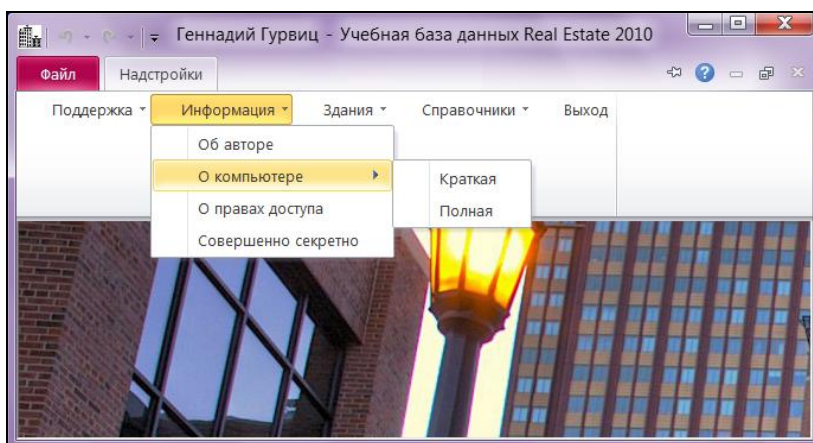 Геннадий Гурвиц - Учебная база данных Real Estate 2010
Файл Надстройки
Поддержка Информация Здания Справочники Выход
Об авторе
О компьютере Краткая
О правах доступа Полная
Совершенно секретно